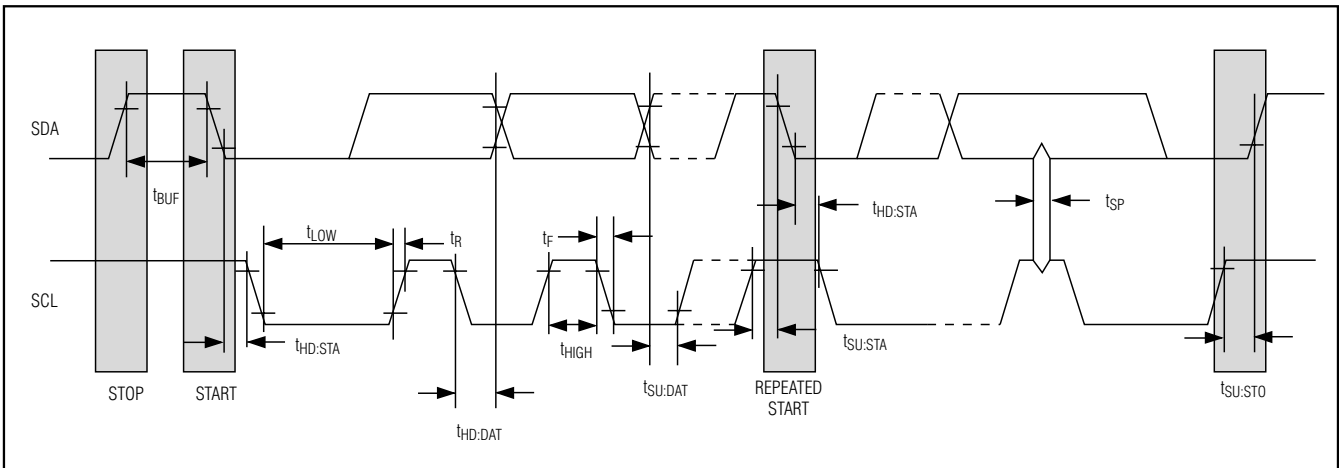 SDA
tBUF
tHD:STA
tSP
tLOW
tR
tF
SCL
tHD:STA
tHIGH
tSU:STA
tSU:DAT
tSU:STO
STOP
START
REPEATED
START
tHD:DAT